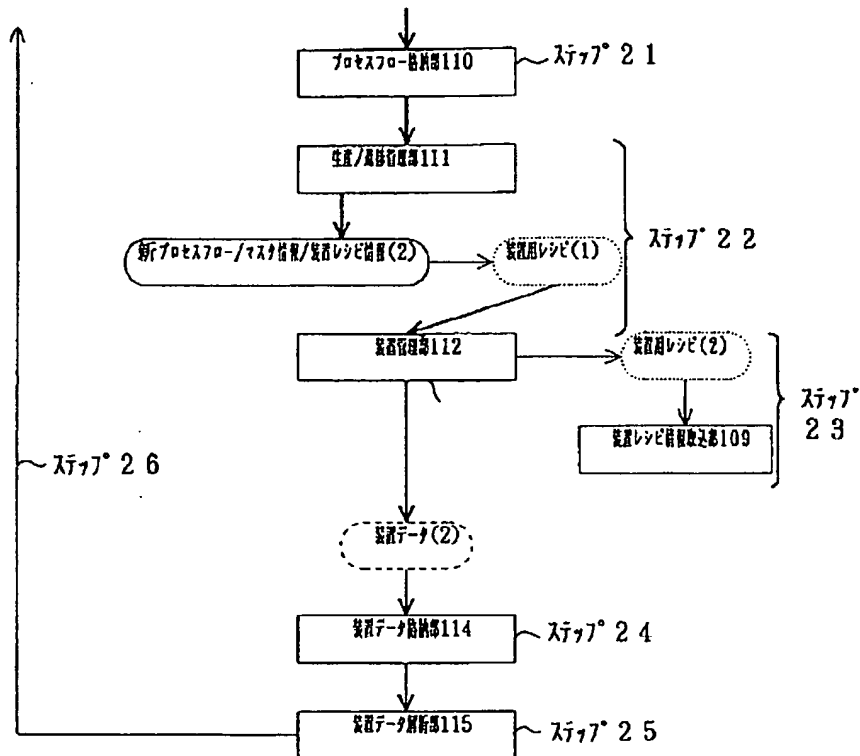 プロセスフロー格納部110
ステップ21
生産/進捗管理部111
ステップ22
新プロセスフロー/マスタ情報/装置レシピ情報(2)
装置用レシピ(1)
装置管理部112
装置用レシピ(2)
ステップ
23
装置レシピ情報取込部109
ステップ26
装置データ(2)
装置データ格納部114
ステップ24
装置データ解析部115
ステップ25